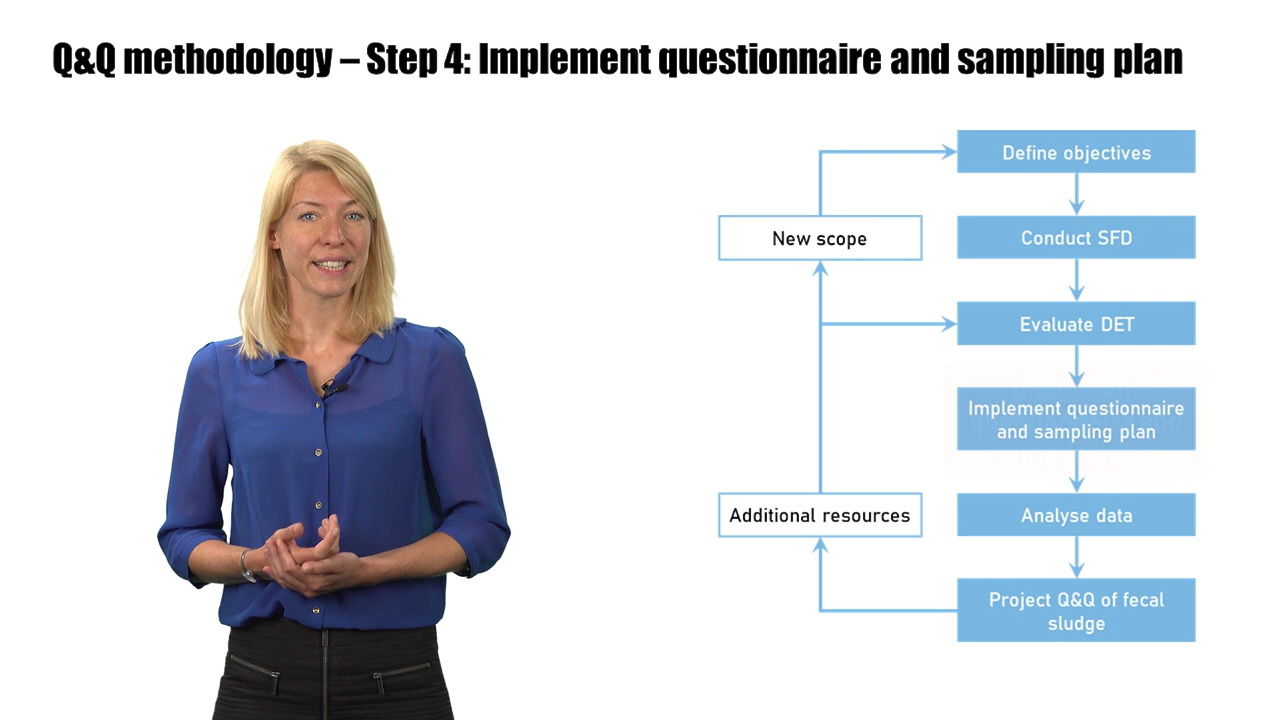 Q&Q methodology – Step 4: Implement questionnaire and sampling plan
Define objectives
New scope
Conduct SFD
Evaluate DET
Implement questionnaire
and sampling plan
Additional resources
Analyse data
Project Q&Q of fecal
sludge